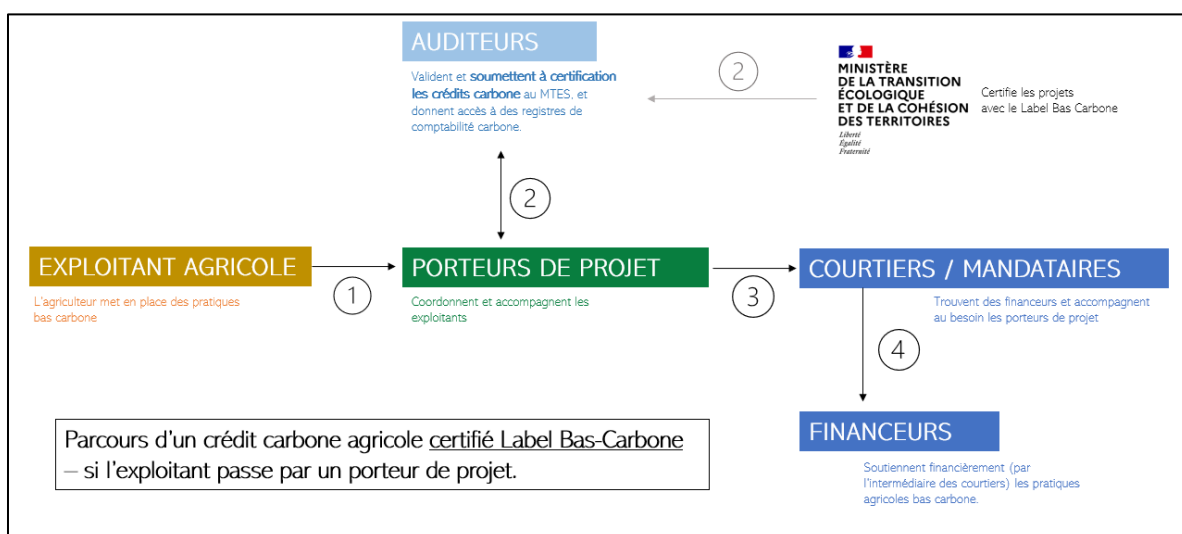 AUDITEURS
Valident et soumettent à certification
les crédits carbone au MTES, et
donnent accès à des registres de
comptabilité carbone.
2
MINISTÈRE
DE LA TRANSITION
ÉCOLOGIQUE
ET DE LA COHÉSION
DES TERRITOIRES
Liberté
Égalité
Fraternité
Certifie les projets
avec le Label Bas Carbone
2
EXPLOITANT AGRICOLE
L'agriculteur met en place des pratiques
bas carbone
1
PORTEURS DE PROJET
Coordonnent et accompagnent les
exploitants
3
COURTIERS / MANDATAIRES
Trouvent des financeurs et accompagnent
au besoin les porteurs de projet
4
FINANCEURS
Soutiennent financièrement (par
l'intermédiaire des courtiers) les pratiques
agricoles bas carbone.
Parcours d'un crédit carbone agricole certifié Label Bas-Carbone
– si l'exploitant passe par un porteur de projet.